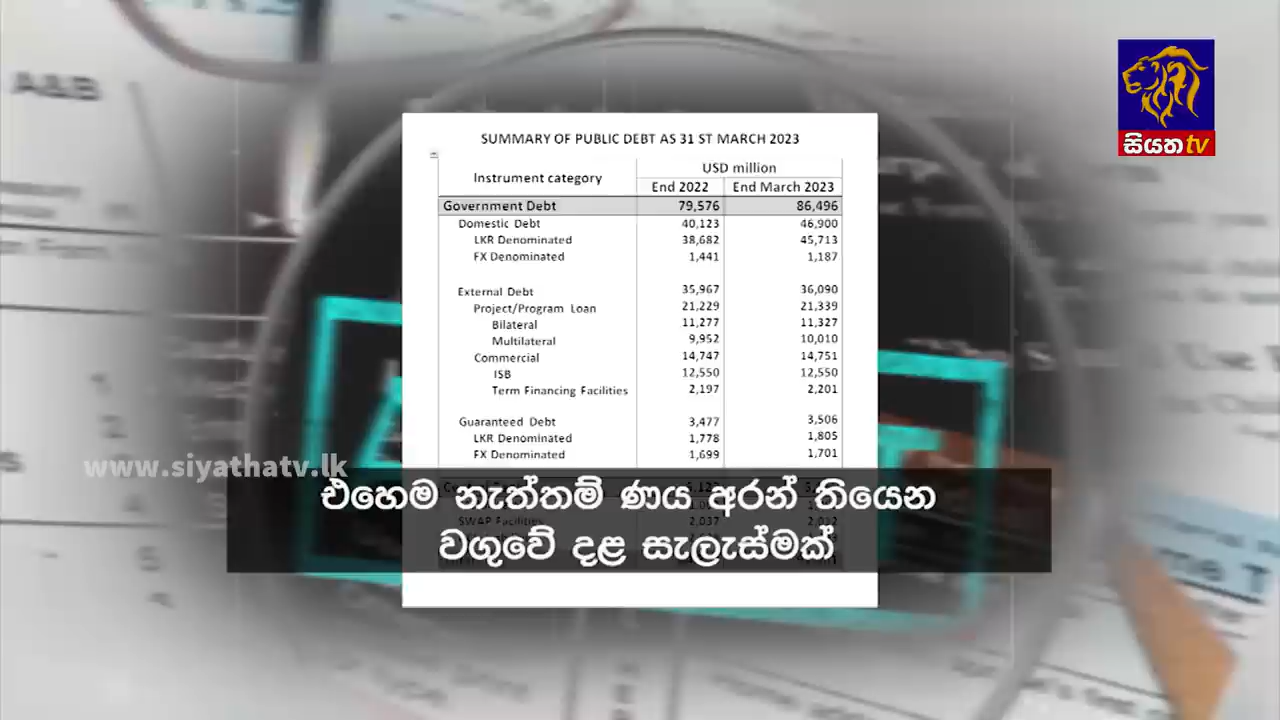 A&B
සියත tv
SUMMARY OF PUBLIC DEBT AS 31 ST MARCH 2023
Instrument category
USD million
End 2022 End March 2023
Government Debt 79,576 86,496
Domestic Debt 40,123 46,900
LKR Denominated 38,682 45,713
FX Denominated 1,441 1,187
External Debt 35,967 36,090
Project/Program Loan 21,229 21,339
Bilateral 11,277 11,327
Multilateral 9,952 10,010
Commercial 14,747 14,751
ISB 12,550 12,550
Term Financing Facilities 2,197 2,201
Guaranteed Debt 3,477 3,506
LKR Denominated 1,778 1,805
FX Denominated 1,699 1,701
www.siyathatv.lk
එහෙම නැත්තම් ණය අරන් තියෙන
SWAP Facilities 2,037 2,032
වගුවේ දළ සැලැස්මක්